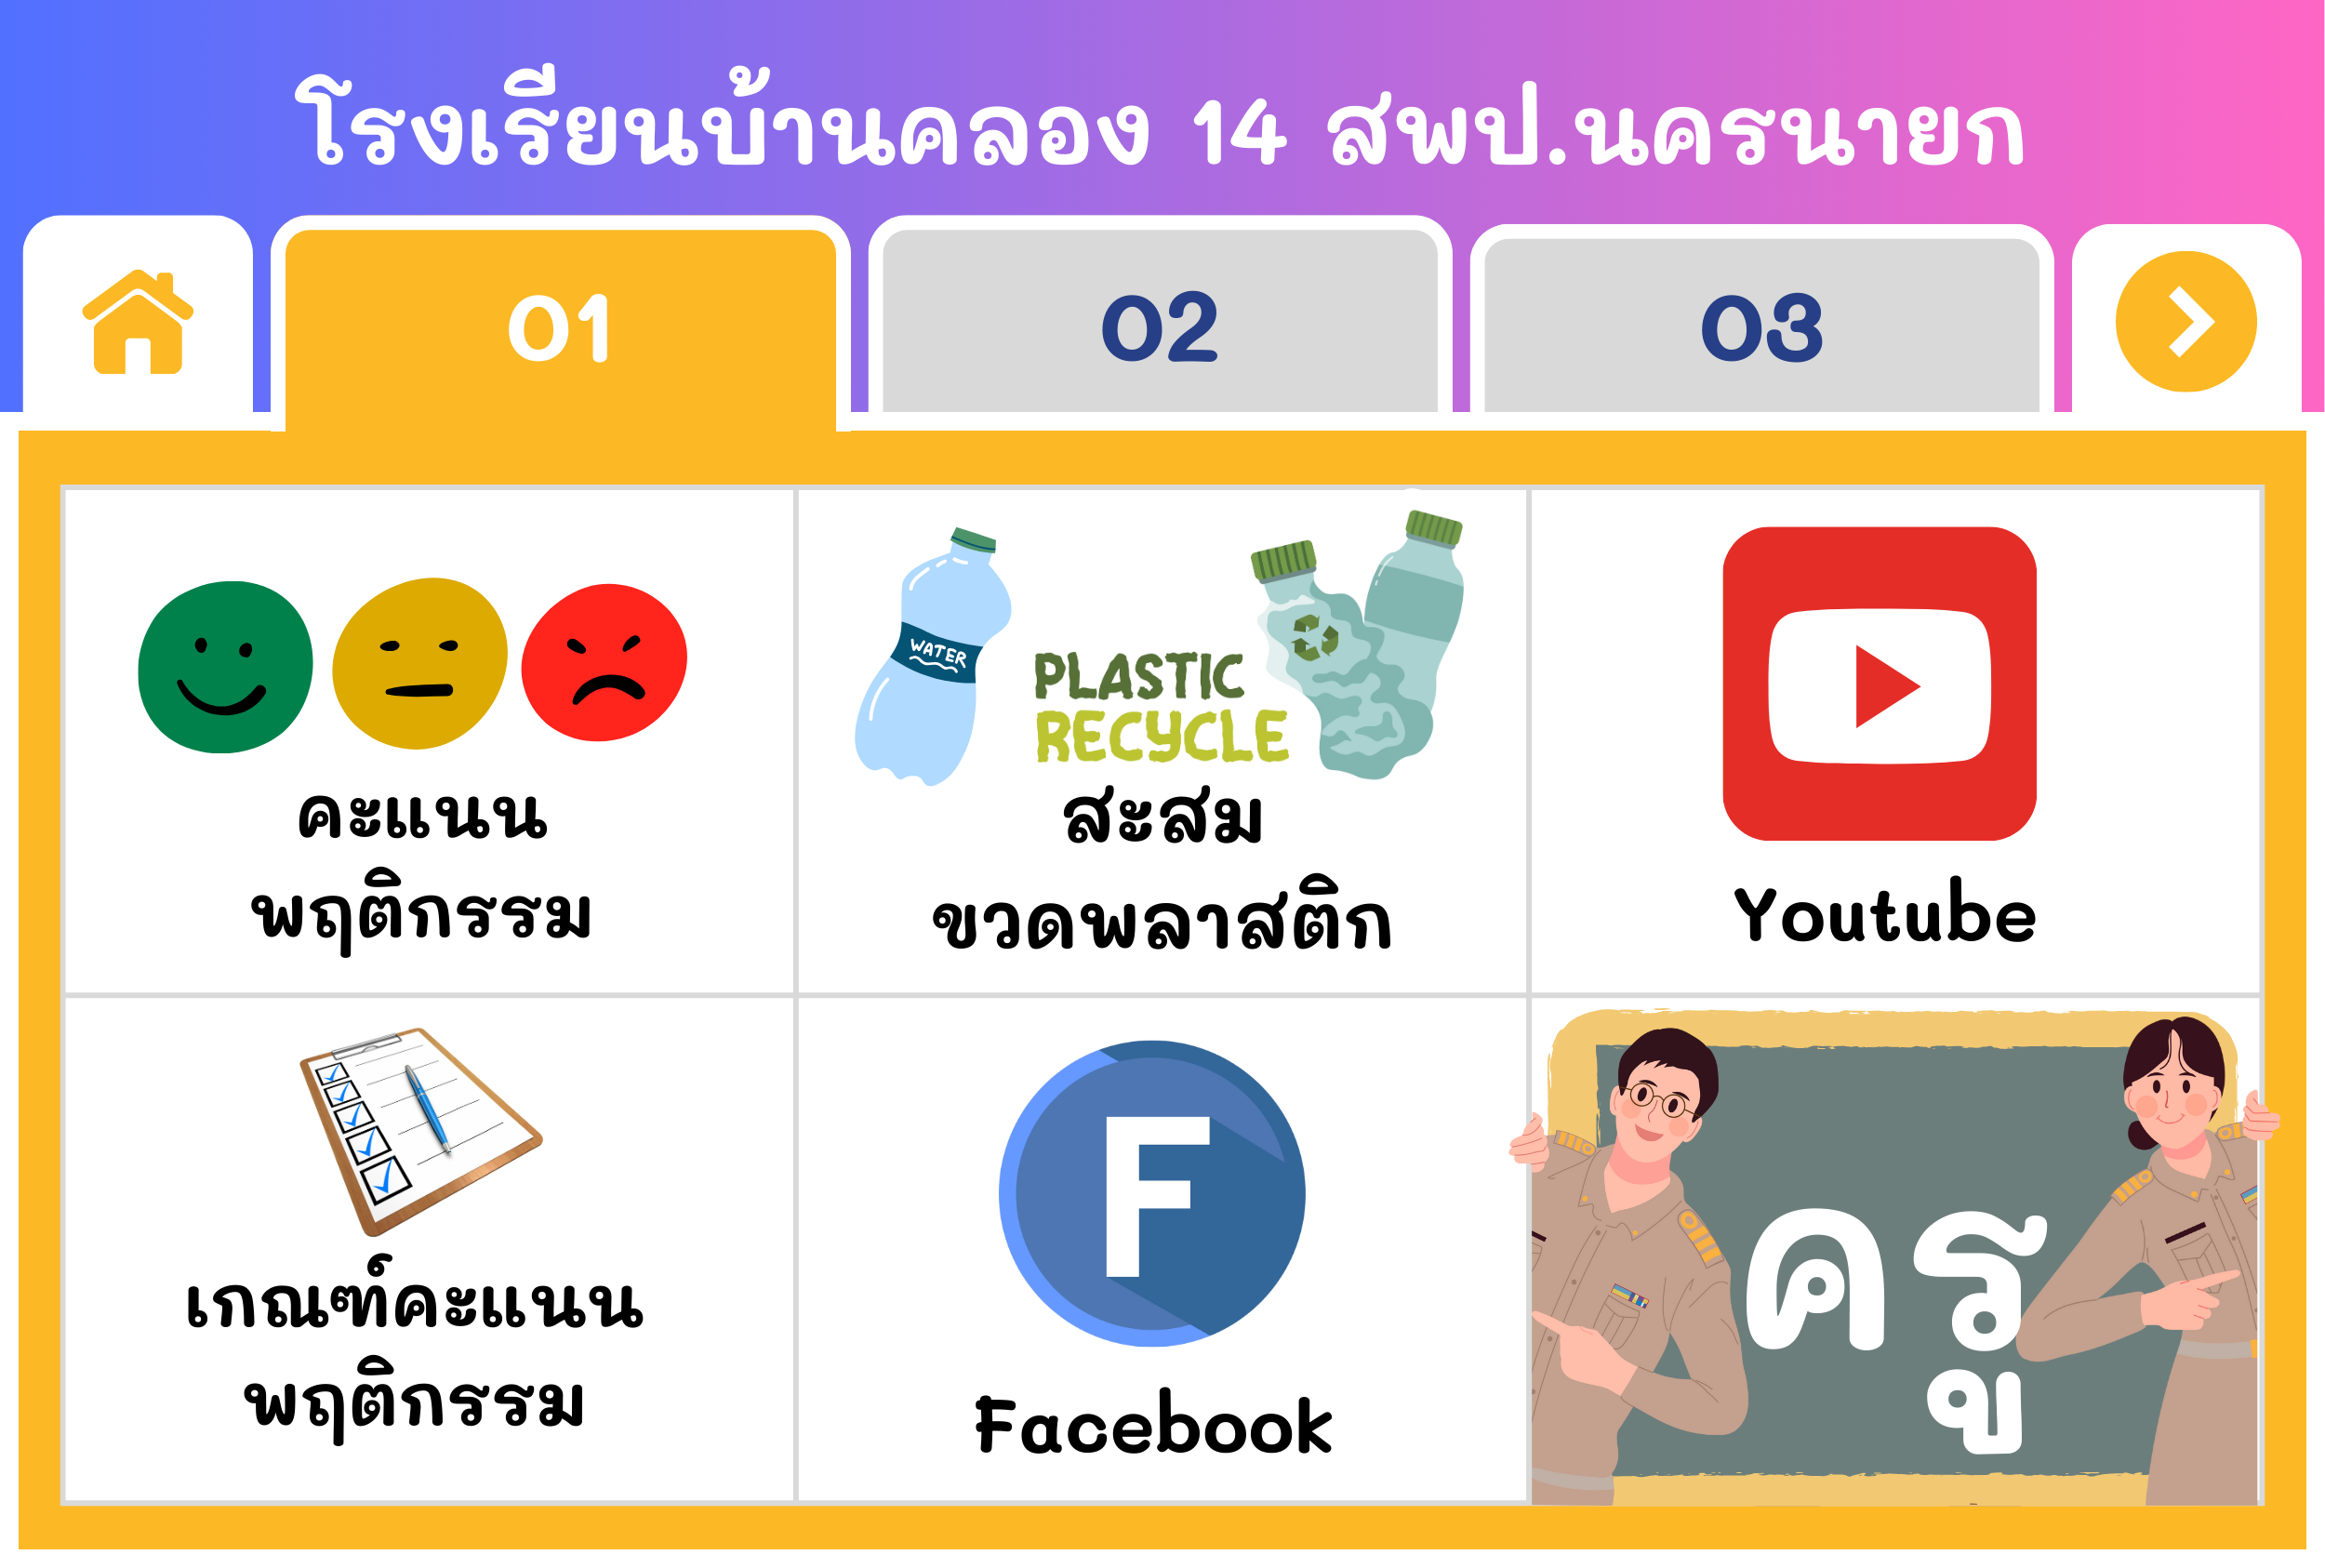 โรงเรียนบ้านคลอง 14 สพป.นครนายก
01
02
03
WATER
PLASTIC
RECYCLE
คะแนน
พฤติกรรม
สะสม
ขวดพลาสติก
Youtube
เกณฑ์คะแนน
พฤติกรรม
F
Facebook
ครู